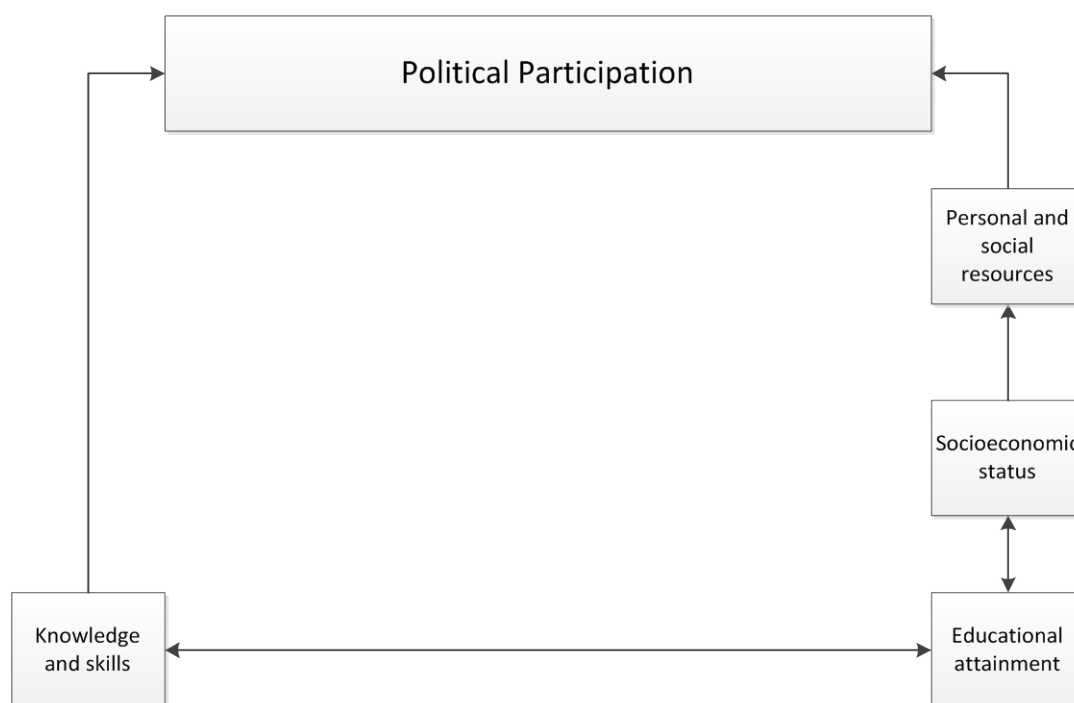 Political Participation
Personal and
social
resources
Socioeconomic
status
Knowledge
and skills
Educational
attainment